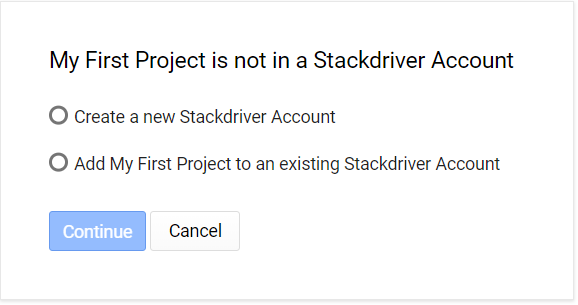 My First Project is not in a Stackdriver Account
Create a new Stackdriver Account
Add My First Project to an existing Stackdriver Account
Continue Cancel